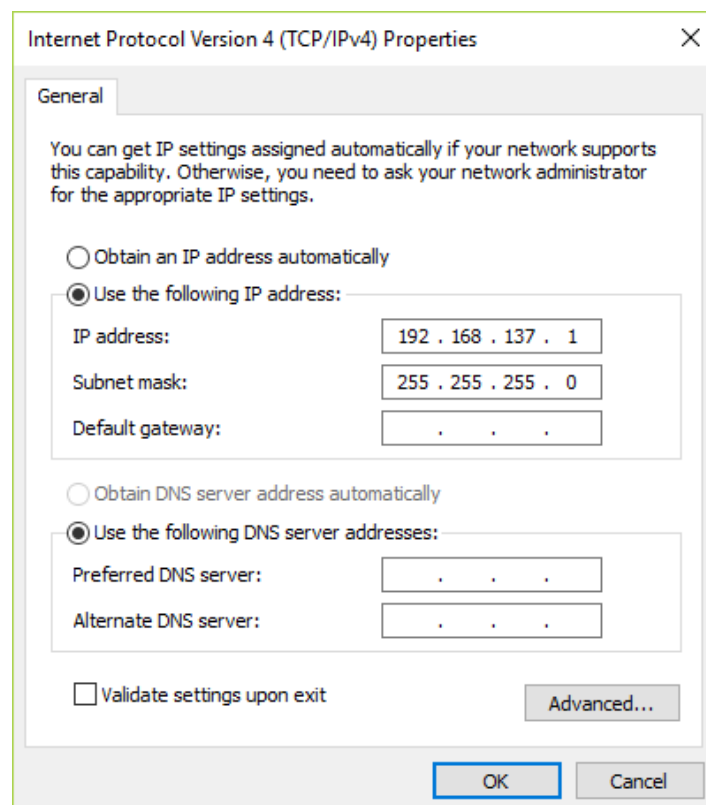 Internet Protocol Version 4 (TCP/IPv4) Properties
General
You can get IP settings assigned automatically if your network supports
this capability. Otherwise, you need to ask your network administrator
for the appropriate IP settings.
Obtain an IP address automatically
Use the following IP address:
IP address: 192 . 168 . 137 . 1
Subnet mask: 255 . 255 . 255 . 0
Default gateway: . . .
Obtain DNS server address automatically
Use the following DNS server addresses:
Preferred DNS server: . . .
Alternate DNS server: . . .
Validate settings upon exit
Advanced...
OK Cancel